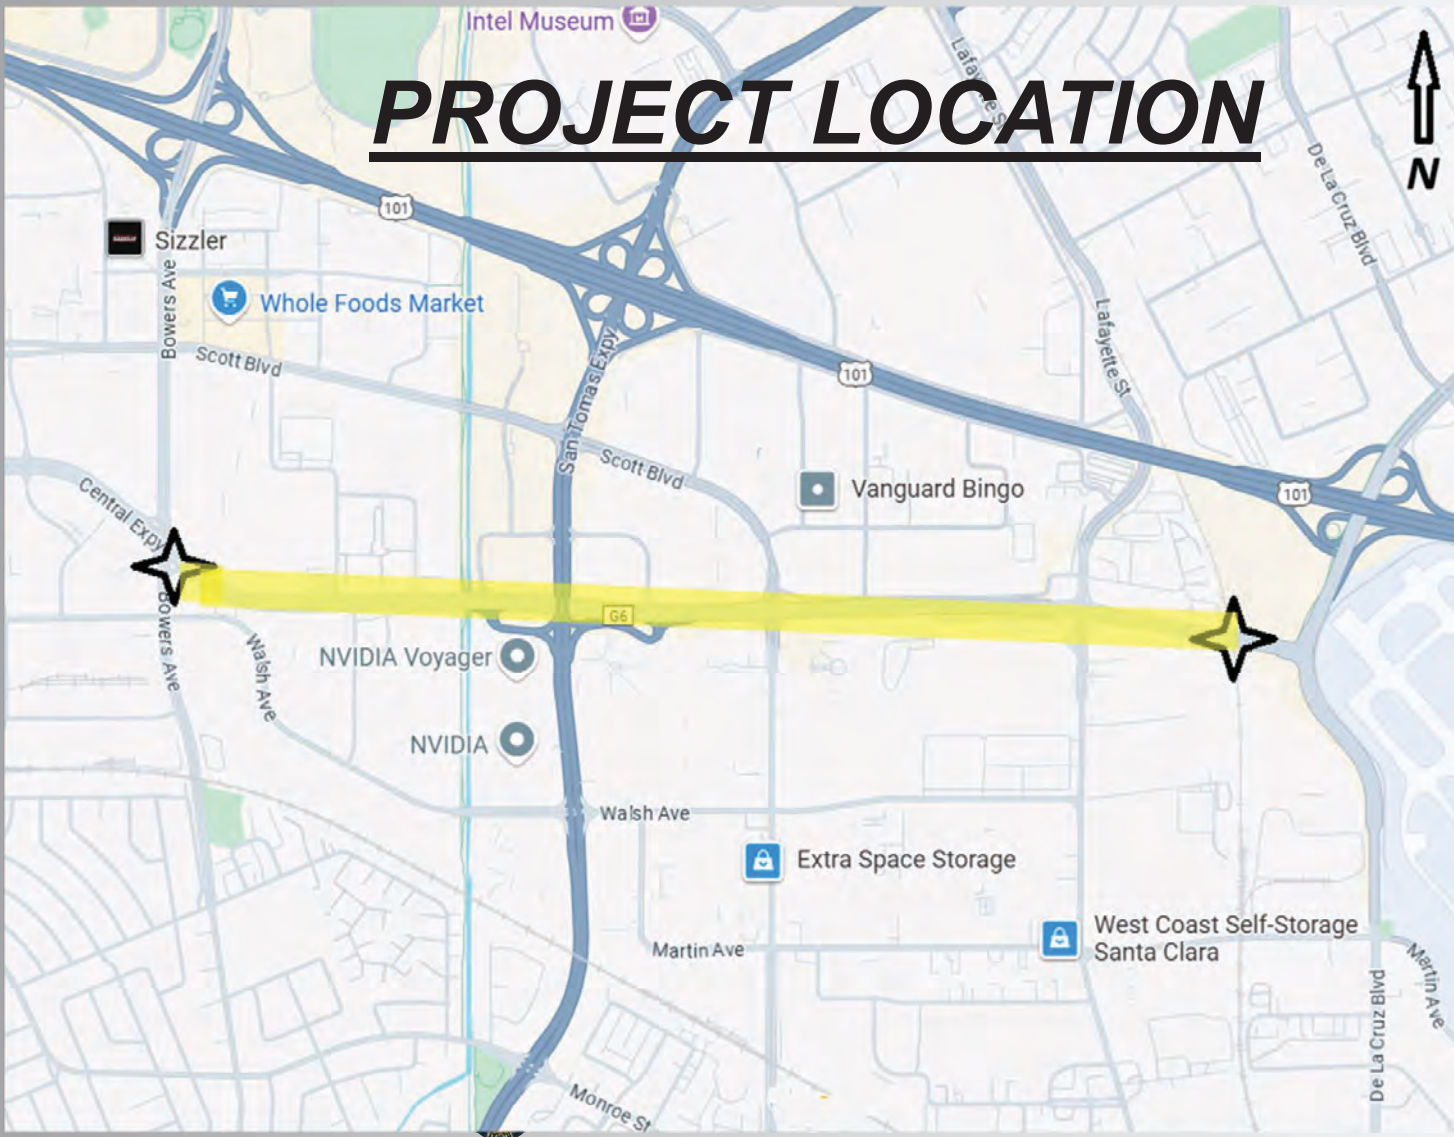 Intel Museum
PROJECT LOCATION
Lafayette St
N
De La Cruz Blvd
101
Sizzler
Bowers Ave
Whole Foods Market
Scott Blvd
San Tomas Expy
101
Lafayette St
Scott Blvd
Vanguard Bingo
101
Central Expy
G6
Bowers Ave
Walsh Ave
NVIDIA Voyager
NVIDIA
Walsh Ave
Extra Space Storage
West Coast Self-Storage
Santa Clara
Martin Ave
Martin Ave
De La Cruz Blvd
Monroe St